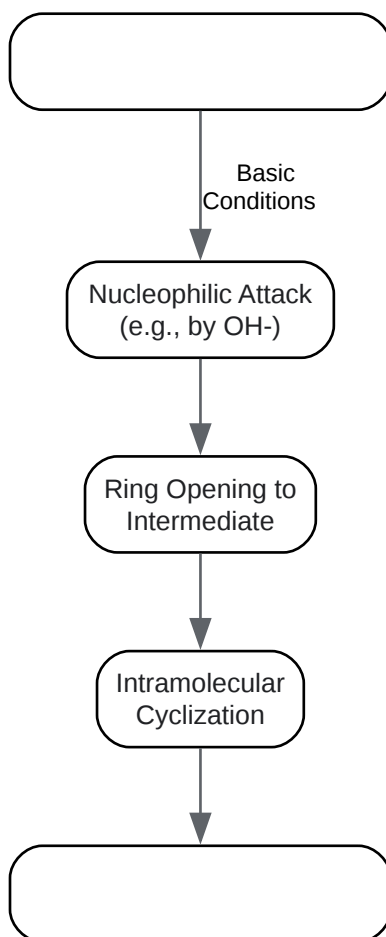 Basic
Conditions
Nucleophilic Attack
(e.g., by OH-)
Ring Opening to
Intermediate
Intramolecular
Cyclization